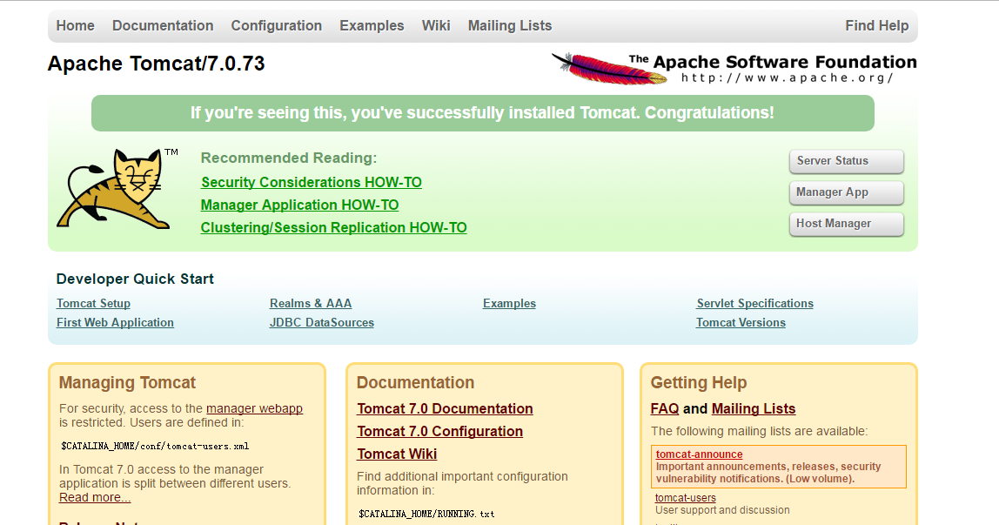 Home Documentation Configuration Examples Wiki Mailing Lists Find Help
Apache Tomcat/7.0.73
The Apache Software Foundation
http://www.apache.org/
If you're seeing this, you've successfully installed Tomcat. Congratulations!
TM
Recommended Reading:
Security Considerations HOW-TO
Manager Application HOW-TO
Clustering/Session Replication HOW-TO
Server Status
Manager App
Host Manager
Developer Quick Start
Tomcat Setup
First Web Application
Realms & AAA
JDBC DataSources
Examples
Servlet Specifications
Tomcat Versions
Managing Tomcat
For security, access to the manager webapp
is restricted. Users are defined in:
$CATALINA_HOME/conf/tomcat-users.xml
In Tomcat 7.0 access to the manager
application is split between different users.
Read more...
Documentation
Tomcat 7.0 Documentation
Tomcat 7.0 Configuration
Tomcat Wiki
Find additional important configuration
information in:
$CATALINA_HOME/RUNNING.txt
Getting Help
FAQ and Mailing Lists
The following mailing lists are available:
tomcat-announce
Important announcements, releases, security
vulnerability notifications. (Low volume).
tomcat-users
User support and discussion